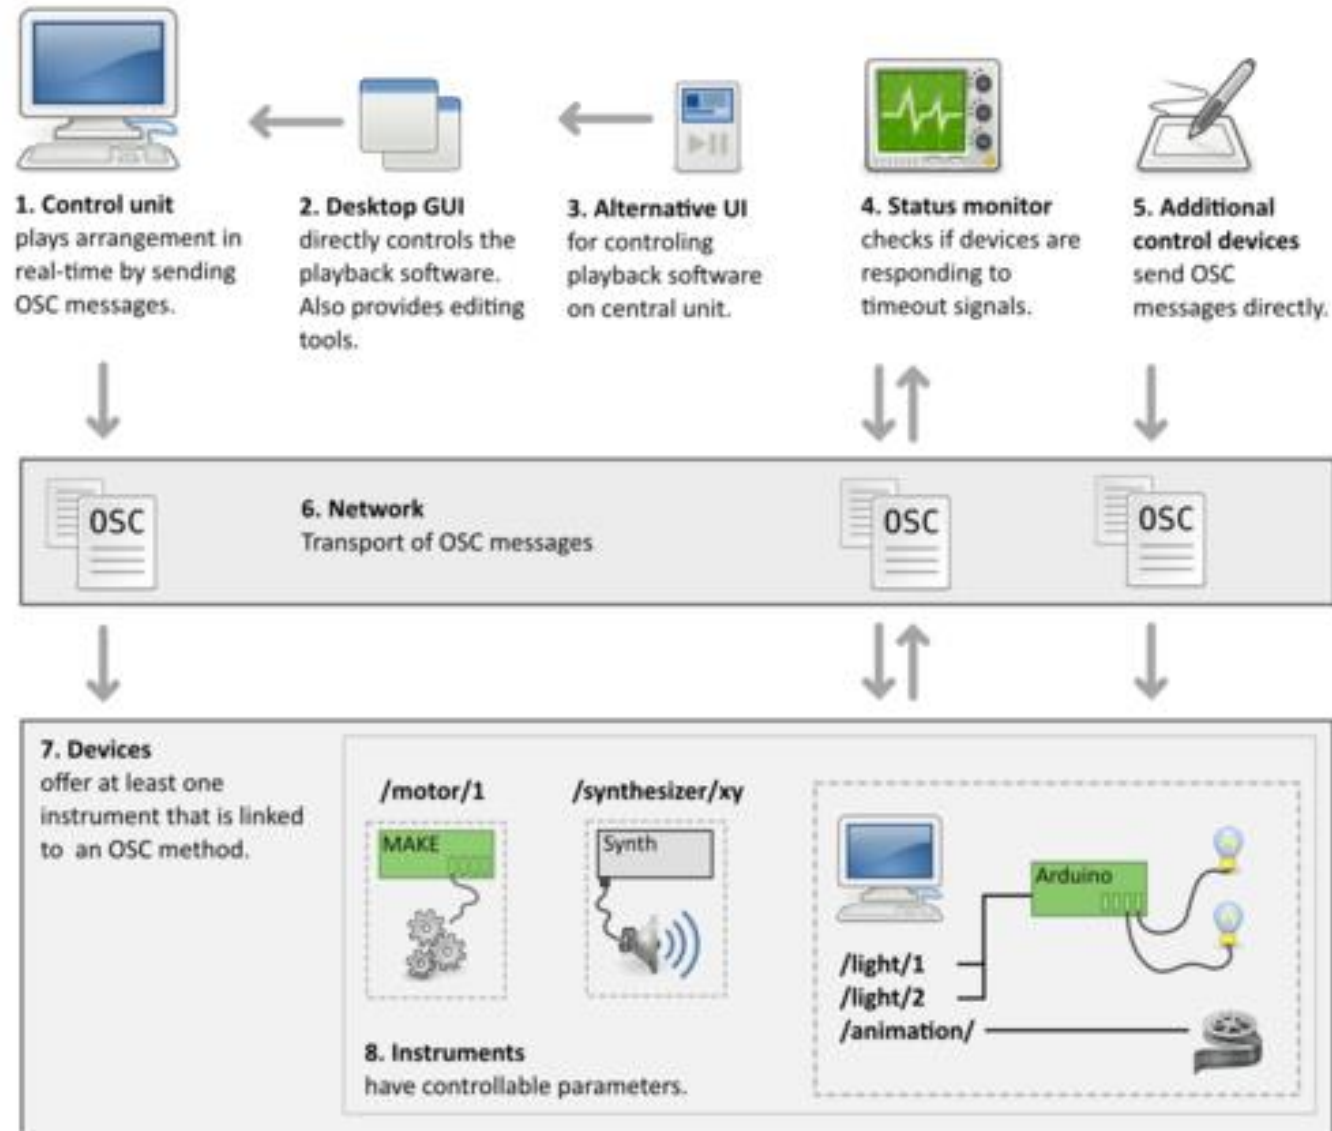 1. Control unit
plays arrangement in
real-time by sending
OSC messages.
2. Desktop GUI
directly controls the
playback software.
Also provides editing
tools.
3. Alternative UI
for controling
playback software
on central unit.
4. Status monitor
checks if devices are
responding to
timeout signals.
5. Additional
control devices
send OSC
messages directly.
OSC
6. Network
Transport of OSC messages
OSC
OSC
7. Devices
offer at least one
instrument that is linked
to an OSC method.
/motor/1
MAKE
/synthesizer/xy
Synth
Arduino
/light/1
/light/2
/animation/
8. Instruments
have controllable parameters.